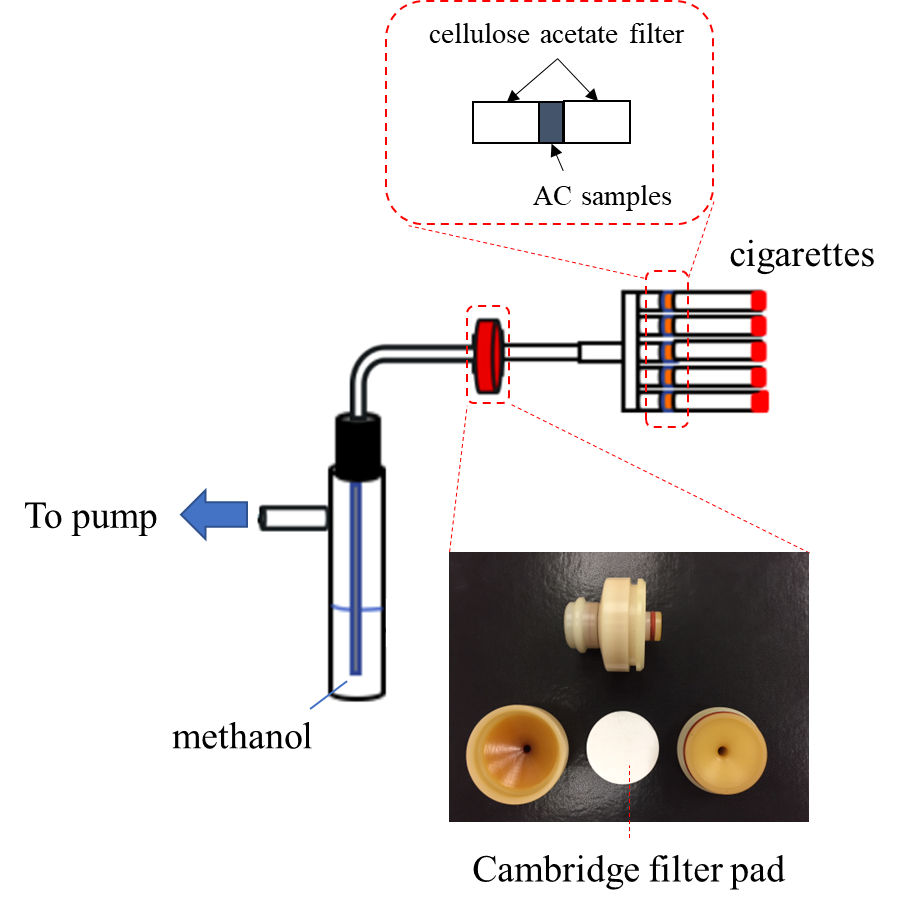 cellulose acetate filter
AC samples
cigarettes
To pump
methanol
Cambridge filter pad